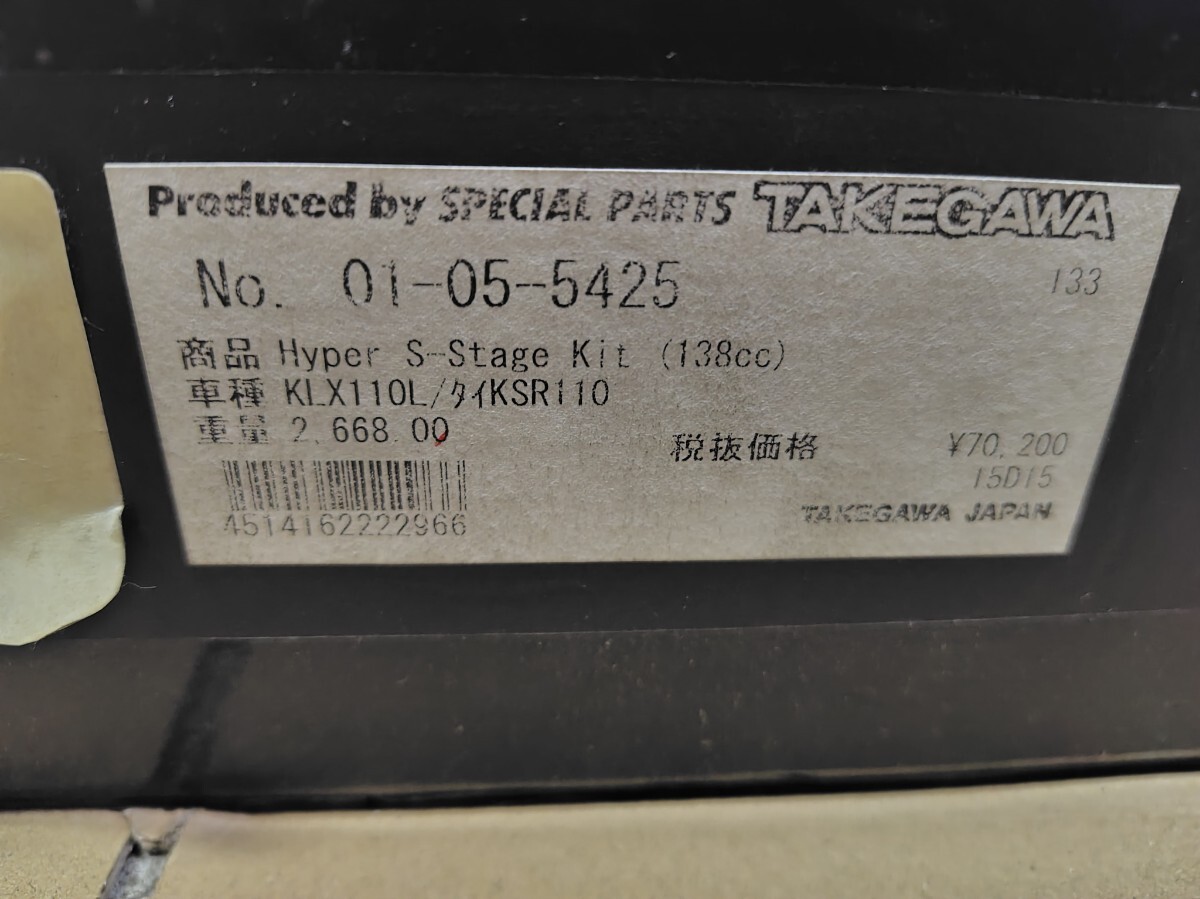 Produced by SPECIAL PARTS TAKEGAWA
No. 01-05-5425 133
商品 Hyper S-Stage Kit (138cc)
車種 KLX110L/ﾀｲKSR110
重量 2,668.00
税抜価格 ¥70,200
15D15
4514162222966
TAKEGAWA JAPAN